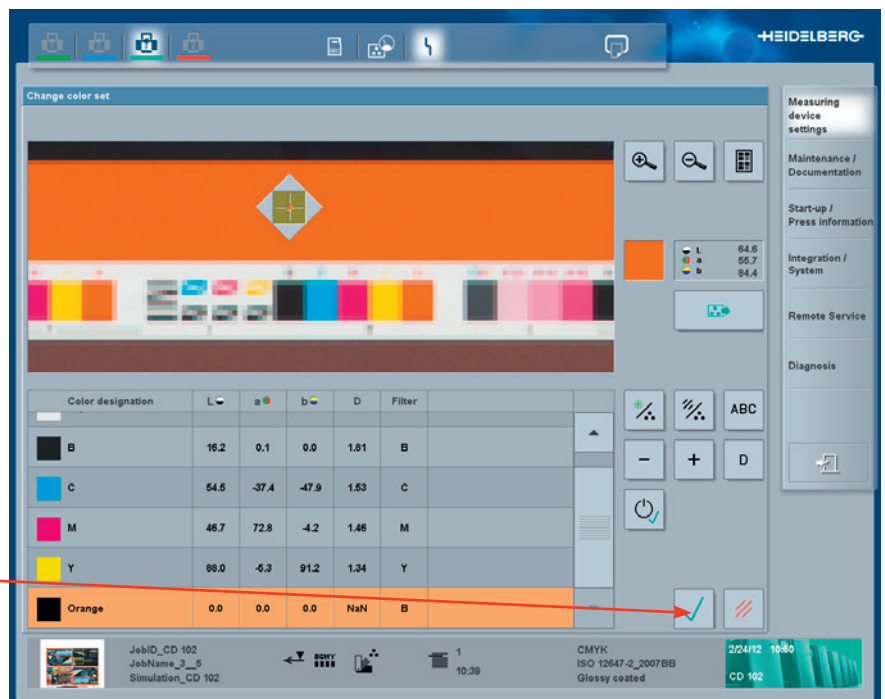 HEIDELBERG
Change color set
Measuring
device
settings
Maintenance /
Documentation
Start-up /
Press information
Integration /
System
Remote Service
Diagnosis
L 64.6
a 55.7
b 84.4
Color designation L a b D Filter
B 16.2 0.1 0.0 1.81 B
C 54.5 -37.4 -47.9 1.53 C
M 46.7 72.8 -4.2 1.46 M
Y 88.0 -5.3 91.2 1.34 Y
Orange 0.0 0.0 0.0 NaN B
ABC
- + D
JobID_CD 102
JobName_3__5
Simulation_CD 102
BCMY
1
10:39
CMYK
ISO 12647-2_2007BB
Glossy coated
2/24/12 10:50
CD 102